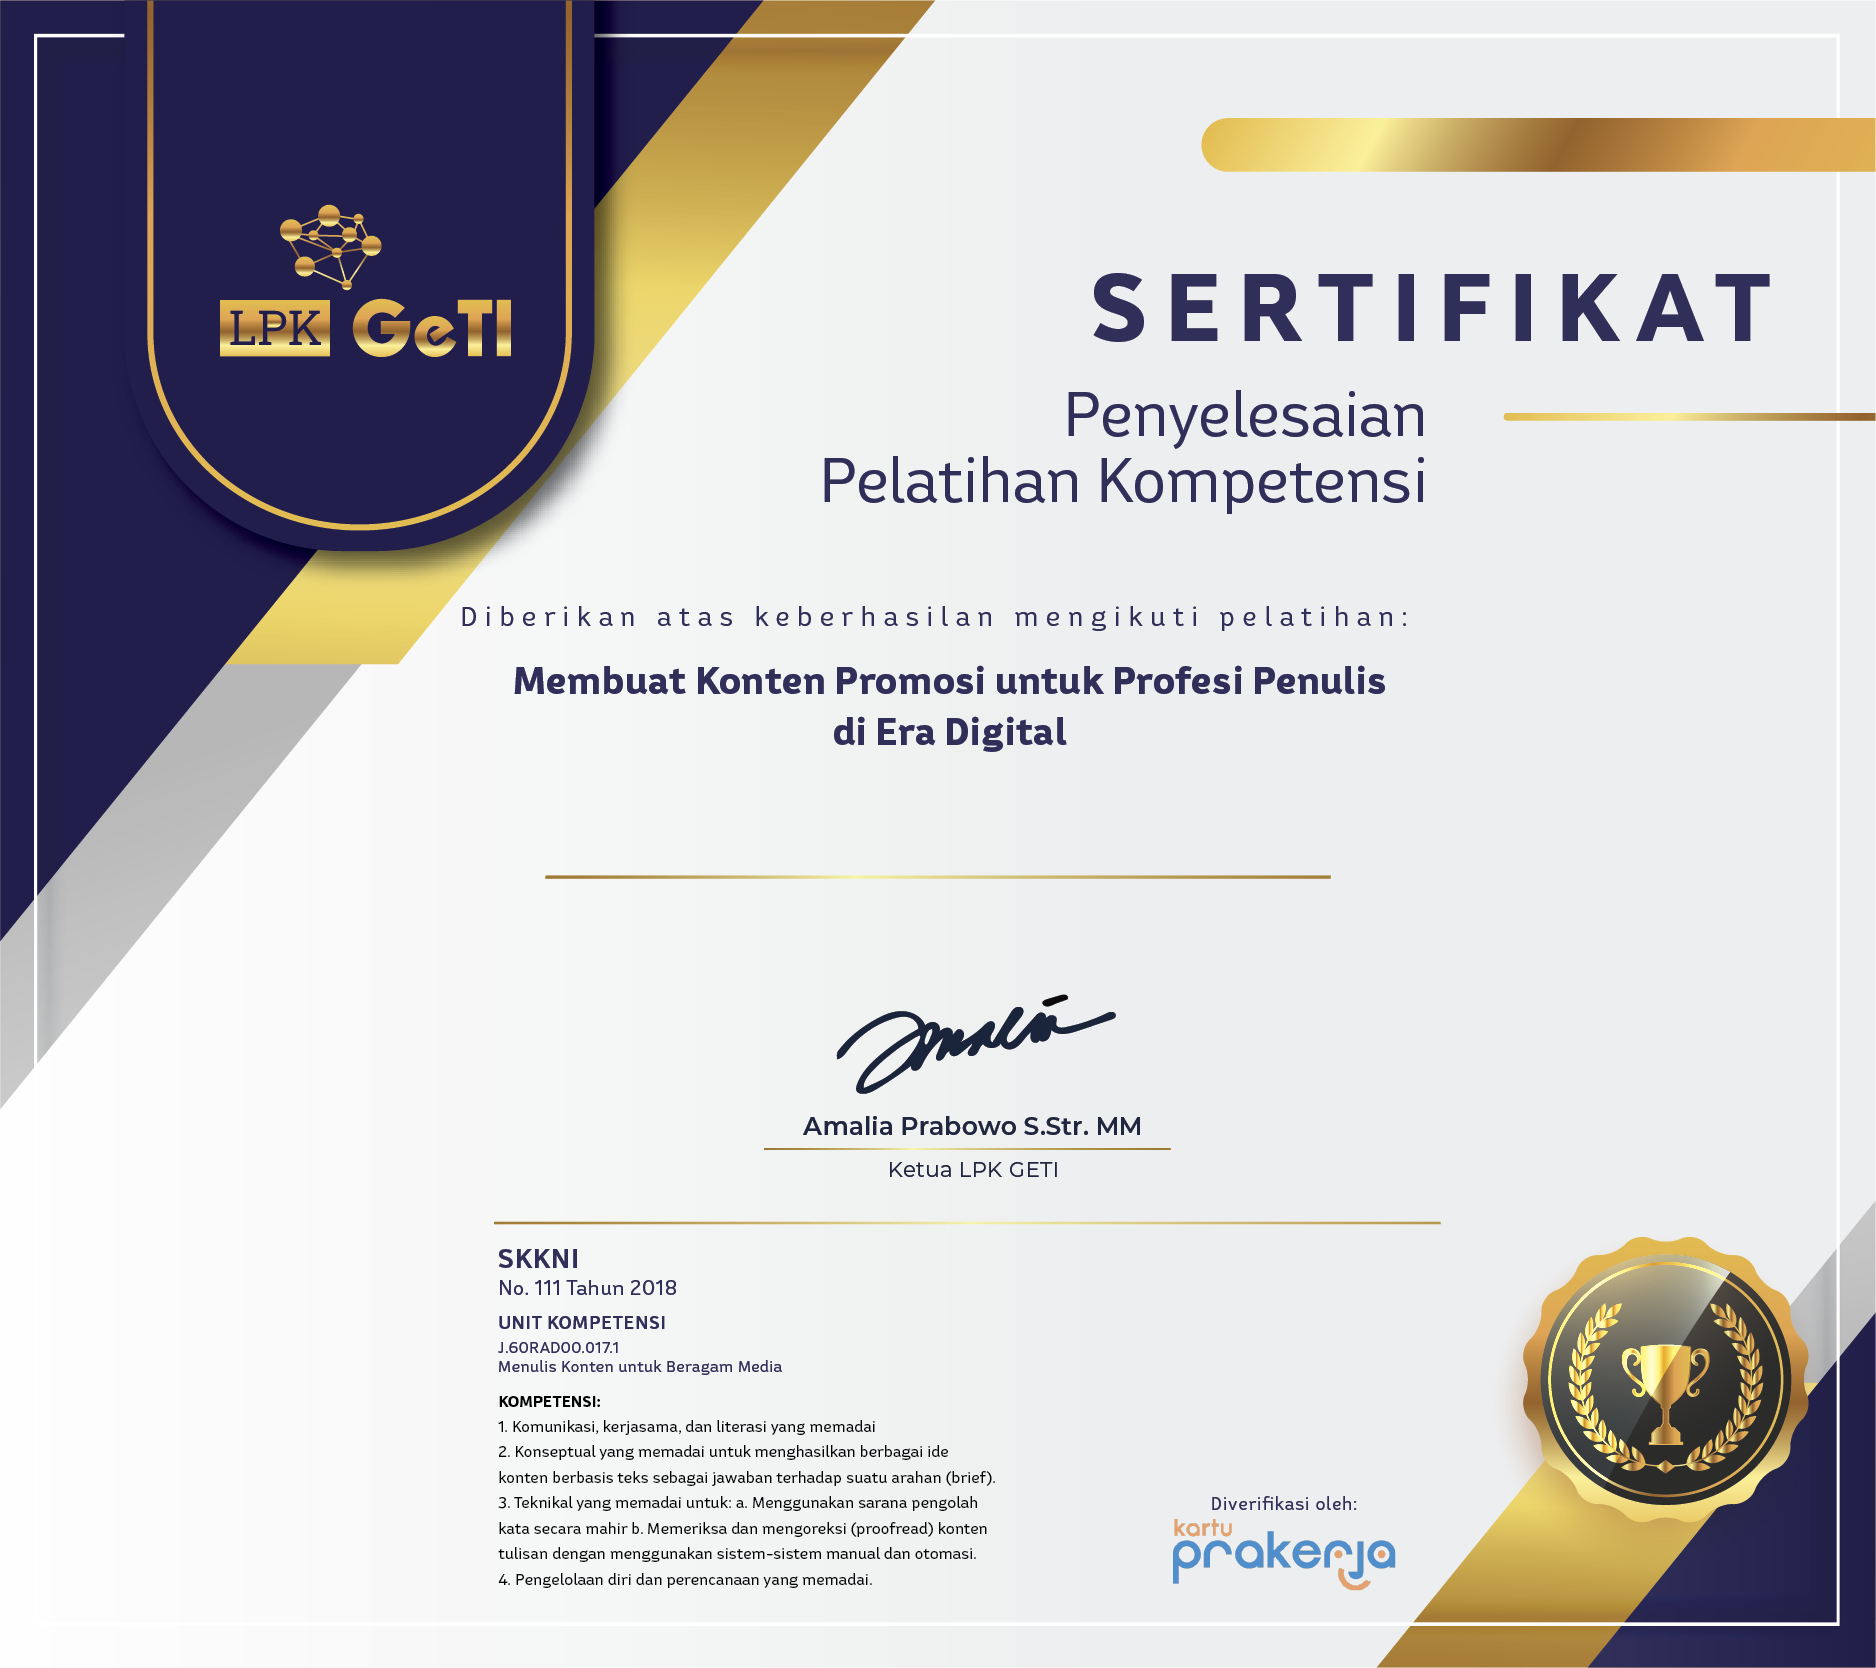 LPK GeTI
SERTIFIKAT
Penyelesaian
Pelatihan Kompetensi
Diberikan atas keberhasilan mengikuti pelatihan:
Membuat Konten Promosi untuk Profesi Penulis
di Era Digital
Amalia
Amalia Prabowo S.Str. MM
Ketua LPK GETI
SKKNI
No. 111 Tahun 2018
UNIT KOMPETENSI
J.60RAD00.017.1
Menulis Konten untuk Beragam Media
KOMPETENSI:
1. Komunikasi, kerjasama, dan literasi yang memadai
2. Konseptual yang memadai untuk menghasilkan berbagai ide
konten berbasis teks sebagai jawaban terhadap suatu arahan (brief).
3. Teknikal yang memadai untuk: a. Menggunakan sarana pengolah
kata secara mahir b. Memeriksa dan mengoreksi (proofread) konten
tulisan dengan menggunakan sistem-sistem manual dan otomasi.
4. Pengelolaan diri dan perencanaan yang memadai.
Diverifikasi oleh:
kartu
prakerja